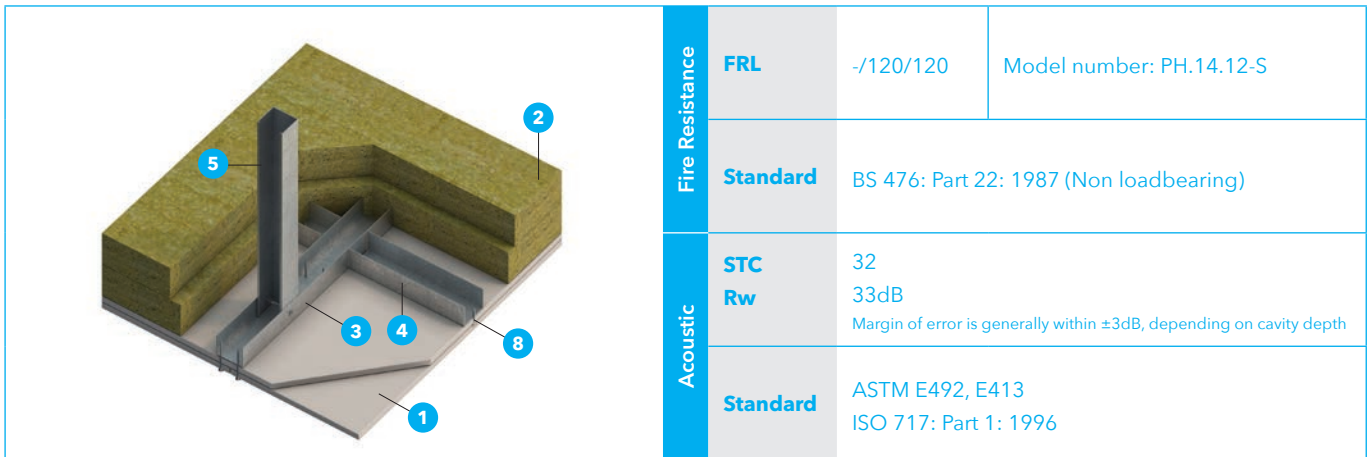 2
5
3
4
8
1
Fire Resistance
FRL
-/120/120
Model number: PH.14.12-S
Standard
BS 476: Part 22: 1987 (Non loadbearing)
Acoustic
STC
32
Rw
33dB
Margin of error is generally within ±3dB, depending on cavity depth
Standard
ASTM E492, E413
ISO 717: Part 1: 1996